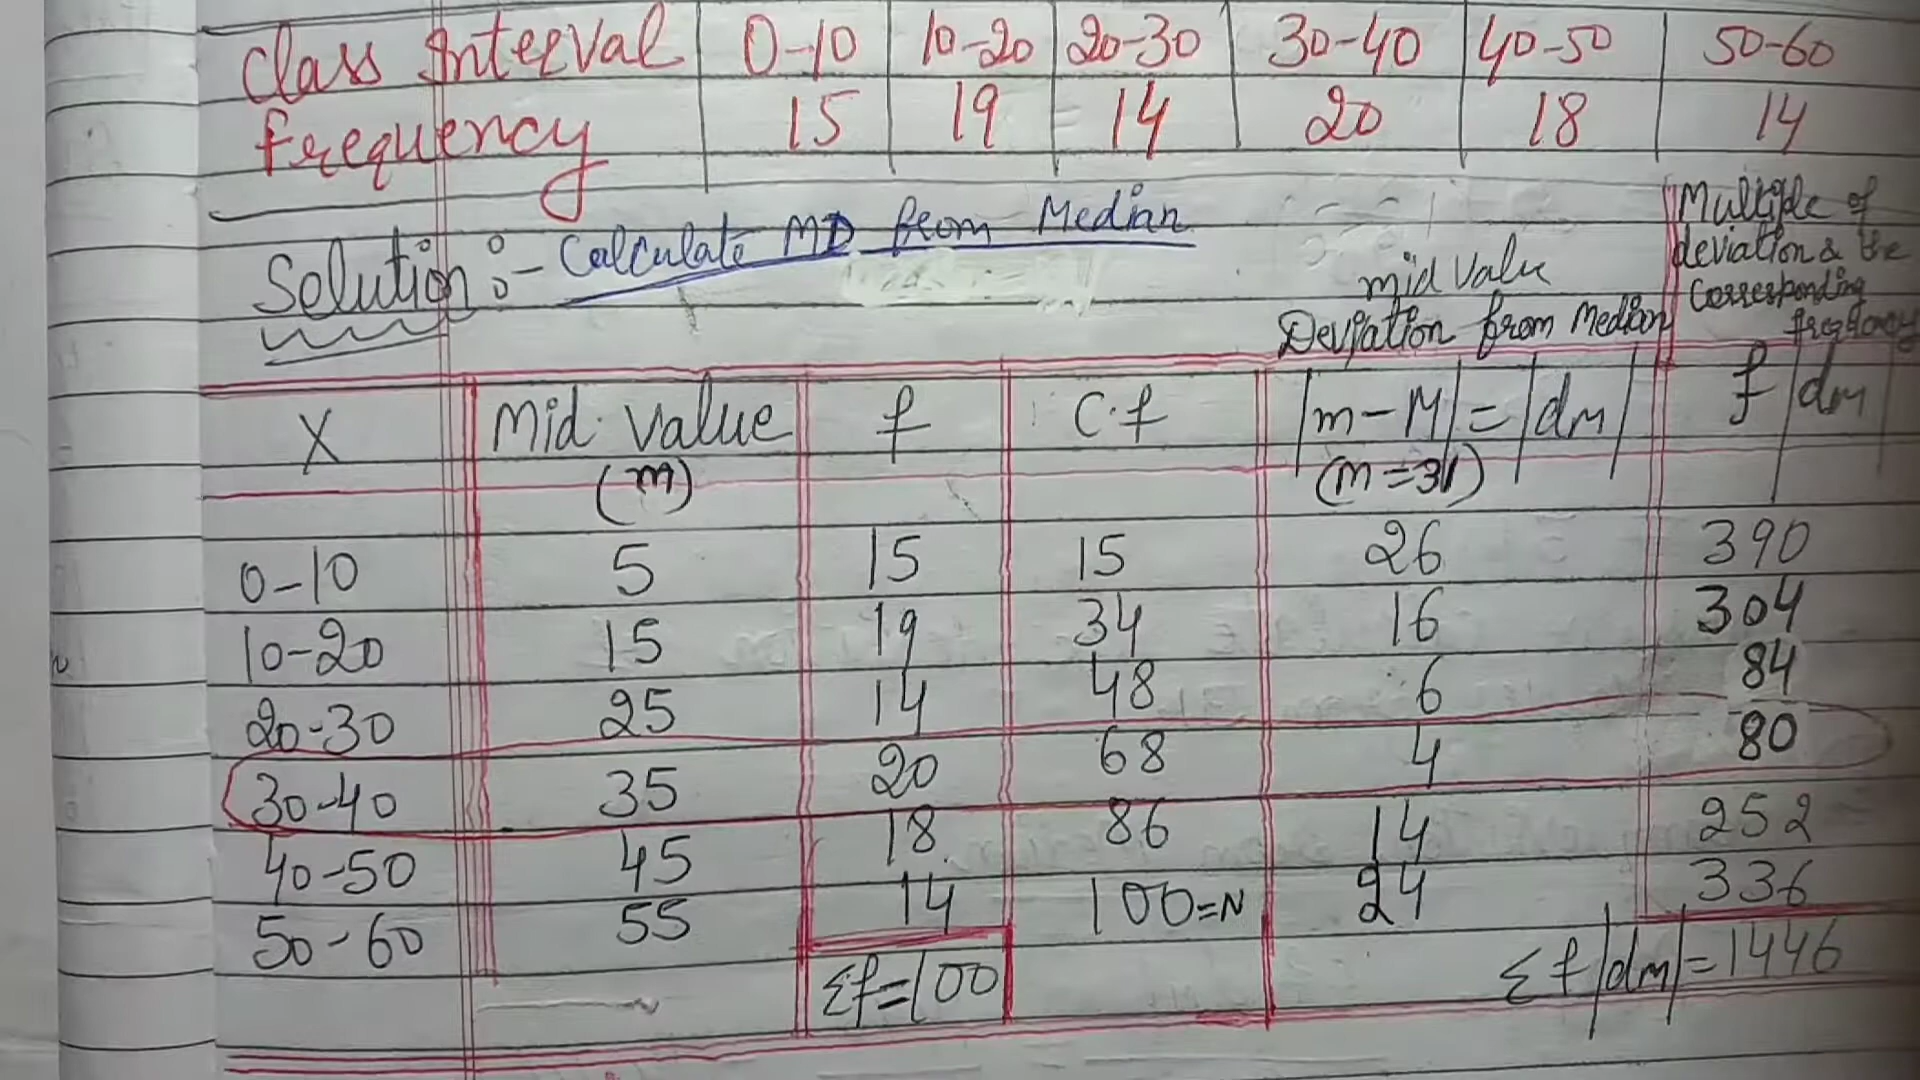 Class Interval 0-10 10-20 20-30 30-40 40-50 50-60
frequency 15 19 14 20 18 14
Solution:- Calculate MD from Median
mid Value
Deviation from Median
Multiple of
deviation & the
Corresponding
frequency
X Mid. Value f C.f |m-M|=|dm| f|dm|
(m) (m=31)
0-10 5 15 15 26 390
10-20 15 19 34 16 304
20-30 25 14 48 6 84
30-40 35 20 68 4 80
40-50 45 18 86 14 252
50-60 55 14 100=N 24 336
Σf=100 Σf|dm|=1446